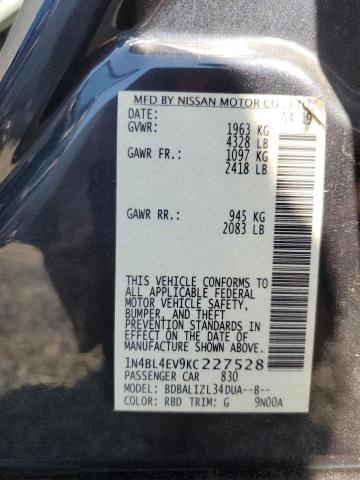 MFD BY NISSAN MOTOR CO., LTD
DATE: 04/19
GVWR: 1963 KG
4328 LB
GAWR FR: 1097 KG
2418 LB
GAWR RR: 945 KG
2083 LB
THIS VEHICLE CONFORMS TO
ALL APPLICABLE FEDERAL
MOTOR VEHICLE SAFETY,
BUMPER, AND THEFT
PREVENTION STANDARDS
IN EFFECT ON THE DATE OF
MANUFACTURE SHOWN ABOVE.
1N4BL4EV9KC227528
PASSENGER CAR 830
MODEL: BDBALIZL34DUA--B--
COLOR: RBD TRIM: G 9N00A